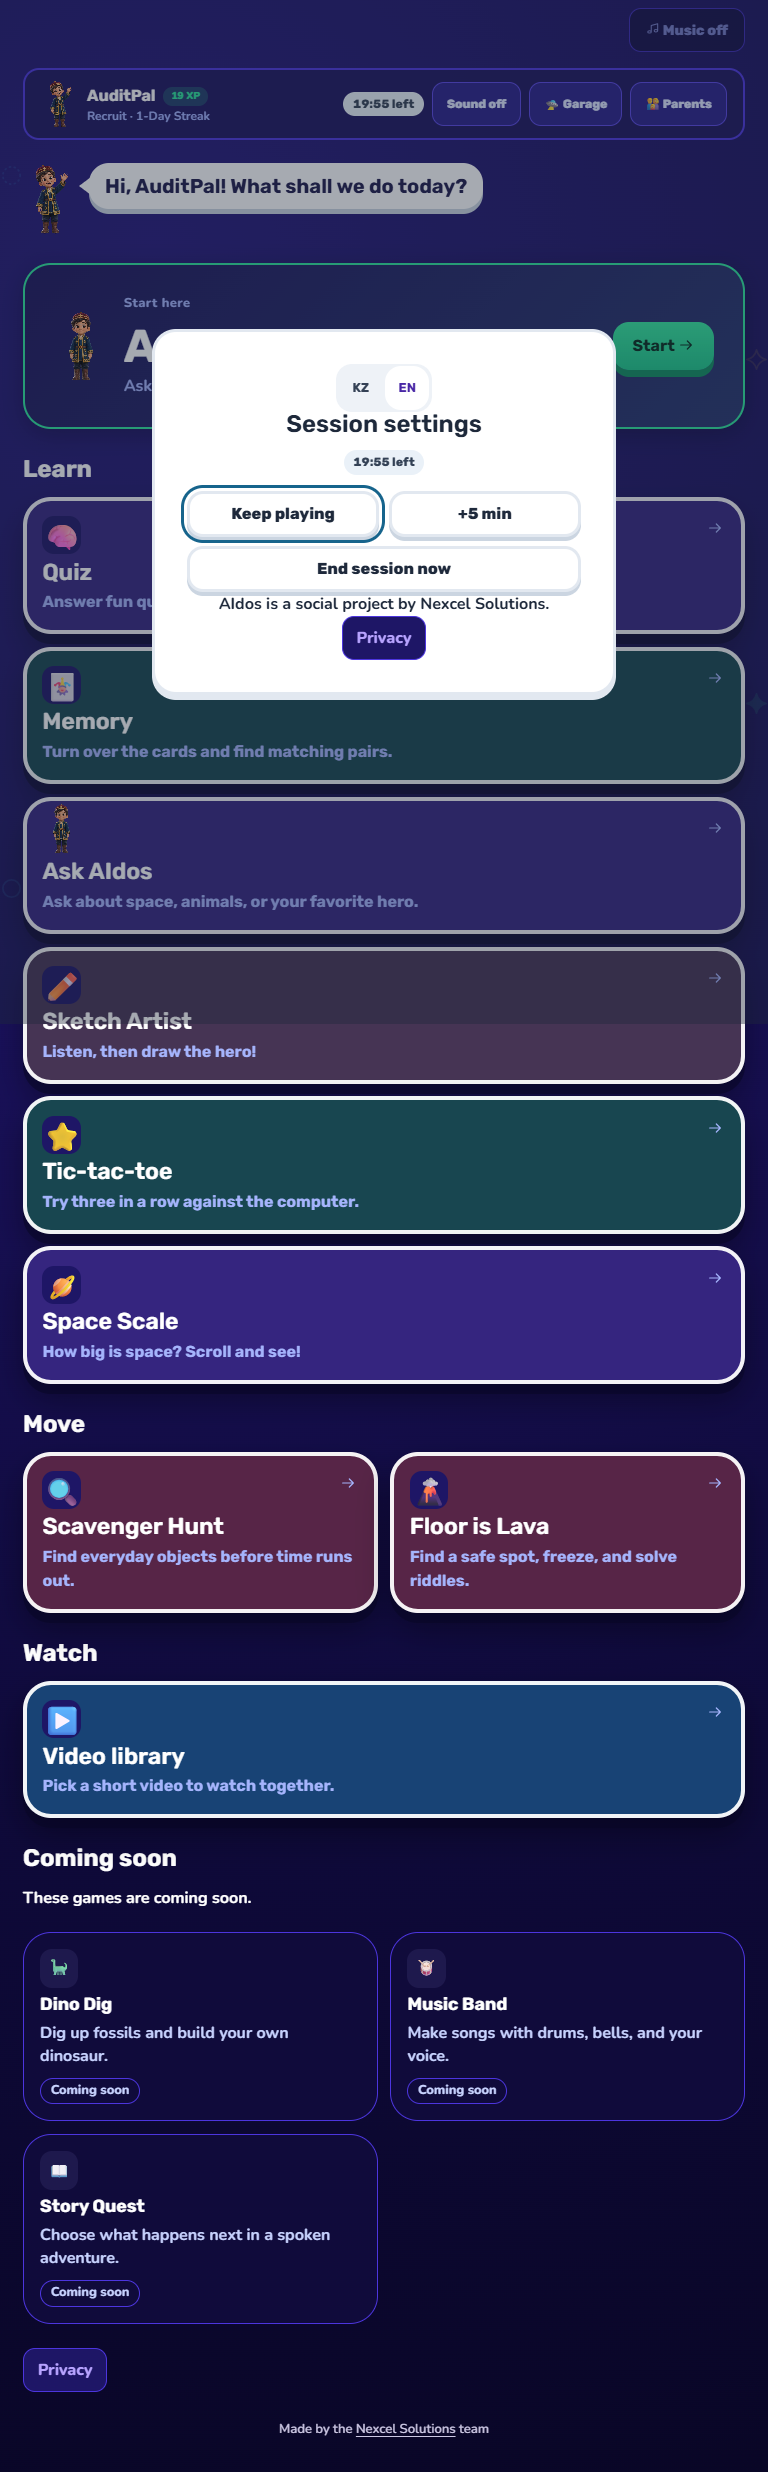 Music off
AuditPal 19 XP
Recruit · 1-Day Streak
19:55 left
Sound off
Garage
Parents
Hi, AuditPal! What shall we do today?
Start here
A
Ask
Start →
KZ EN
Session settings
19:55 left
Keep playing
+5 min
End session now
AIdos is a social project by Nexcel Solutions.
Privacy
Learn
→
Quiz
Answer fun qu
→
Memory
Turn over the cards and find matching pairs.
→
Ask AIdos
Ask about space, animals, or your favorite hero.
→
Sketch Artist
Listen, then draw the hero!
→
Tic-tac-toe
Try three in a row against the computer.
→
Space Scale
How big is space? Scroll and see!
Move
→
Scavenger Hunt
Find everyday objects before time runs
out.
→
Floor is Lava
Find a safe spot, freeze, and solve
riddles.
Watch
→
Video library
Pick a short video to watch together.
Coming soon
These games are coming soon.
Dino Dig
Dig up fossils and build your own
dinosaur.
Coming soon
Music Band
Make songs with drums, bells, and your
voice.
Coming soon
Story Quest
Choose what happens next in a spoken
adventure.
Coming soon
Privacy
Made by the Nexcel Solutions team